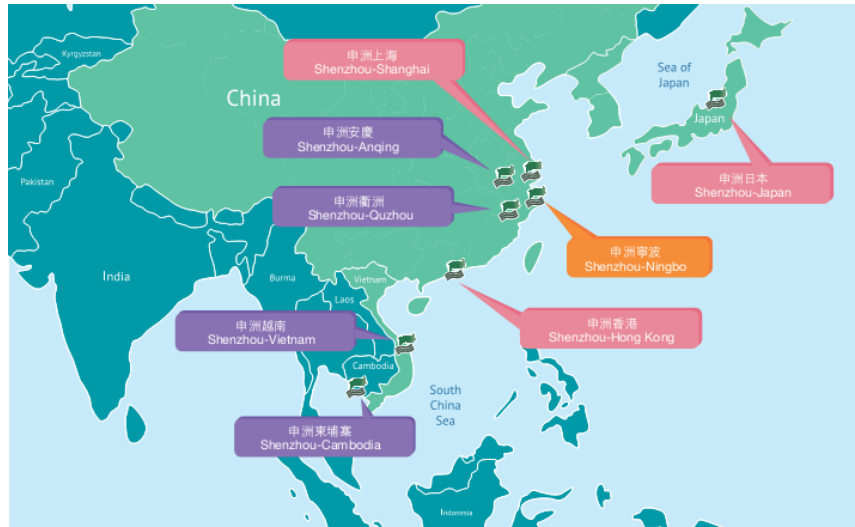 Kyrgyzstan
申洲上海
Shenzhou-Shanghai
Sea of
Japan
China
Japan
申洲安慶
Shenzhou-Anqing
Pakistan
申洲日本
Shenzhou-Japan
申洲衢洲
Shenzhou-Quzhou
申洲寧波
Shenzhou-Ningbo
India
Burma
Vietnam
Laos
申洲越南
Shenzhou-Vietnam
申洲香港
Shenzhou-Hong Kong
Cambodia
South
China
Sea
申洲柬埔寨
Shenzhou-Cambodia
Indonesia